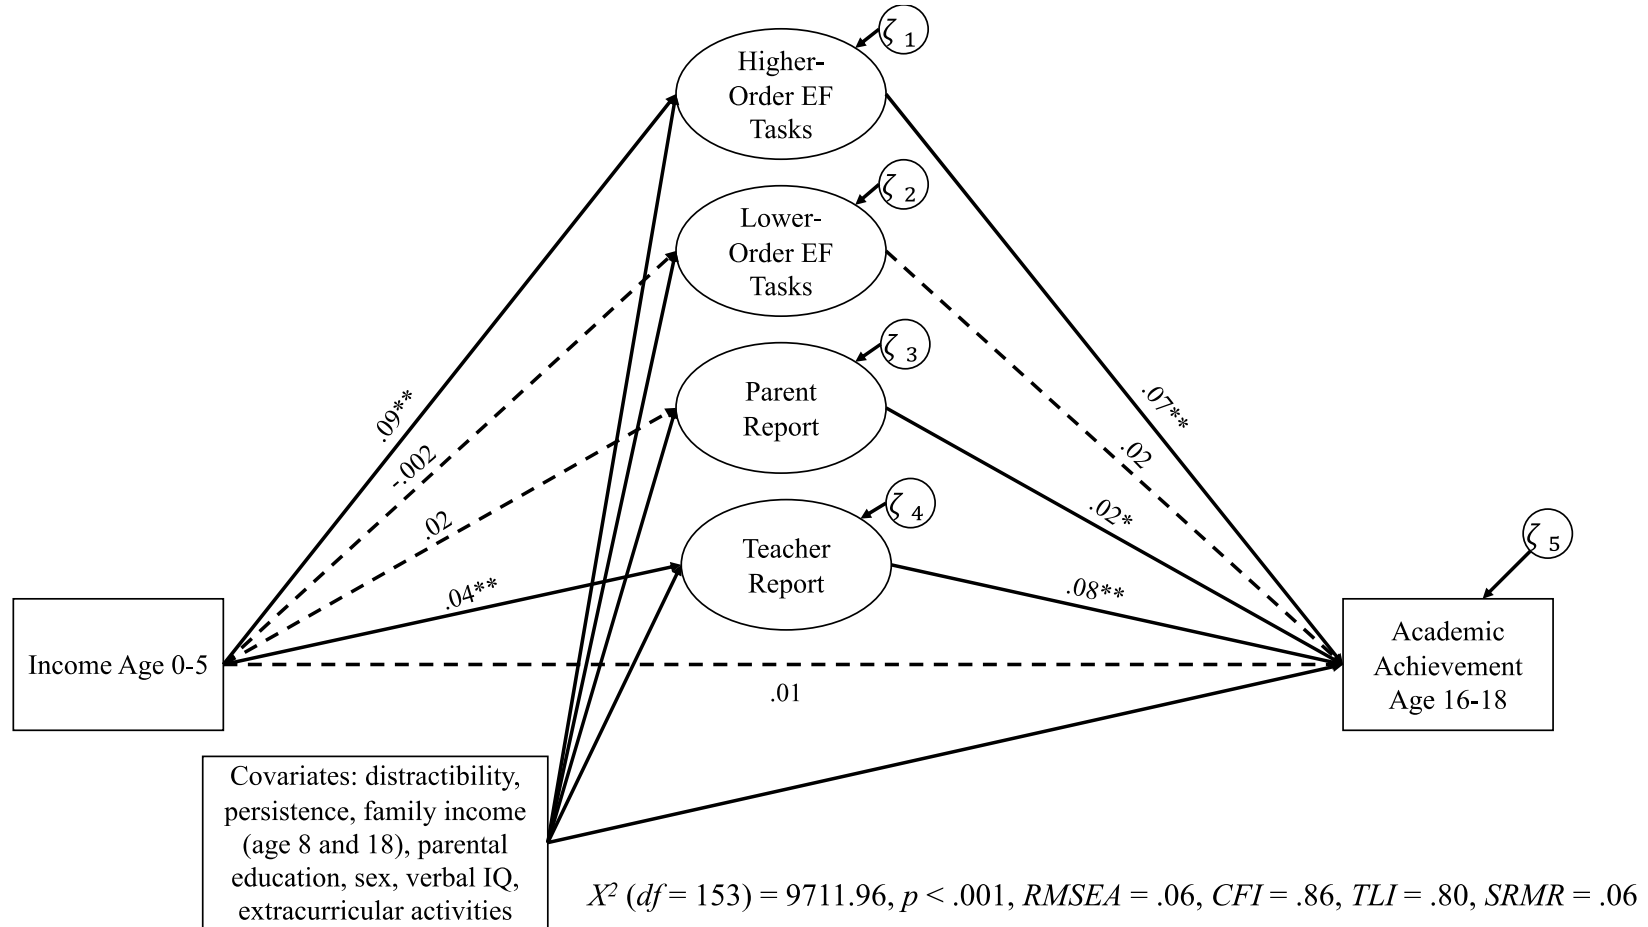 ζ 1
Higher-
Order EF
Tasks
ζ 2
Lower-
Order EF
Tasks
ζ 3
Parent
Report
ζ 4
Teacher
Report
.09**
-.002
.02
.04**
.01
.07**
.02
.02*
.08**
ζ 5
Income Age 0-5
Academic
Achievement
Age 16-18
Covariates: distractibility,
persistence, family income
(age 8 and 18), parental
education, sex, verbal IQ,
extracurricular activities
X² (df = 153) = 9711.96, p < .001, RMSEA = .06, CFI = .86, TLI = .80, SRMR = .06